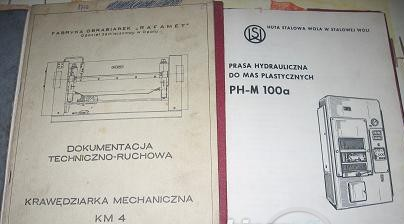 FABRYKA OBRABIAREK „RAFAMET"
DOKUMENTACJA
TECHNICZNO-RUCHOWA
KRAWĘDZIARKA MECHANICZNA
KM 4
HUTA STALOWA WOLA W STALOWEJ WOLI
PRASA HYDRAULICZNA
DO MAS PLASTYCZNYCH
PH-M 100a